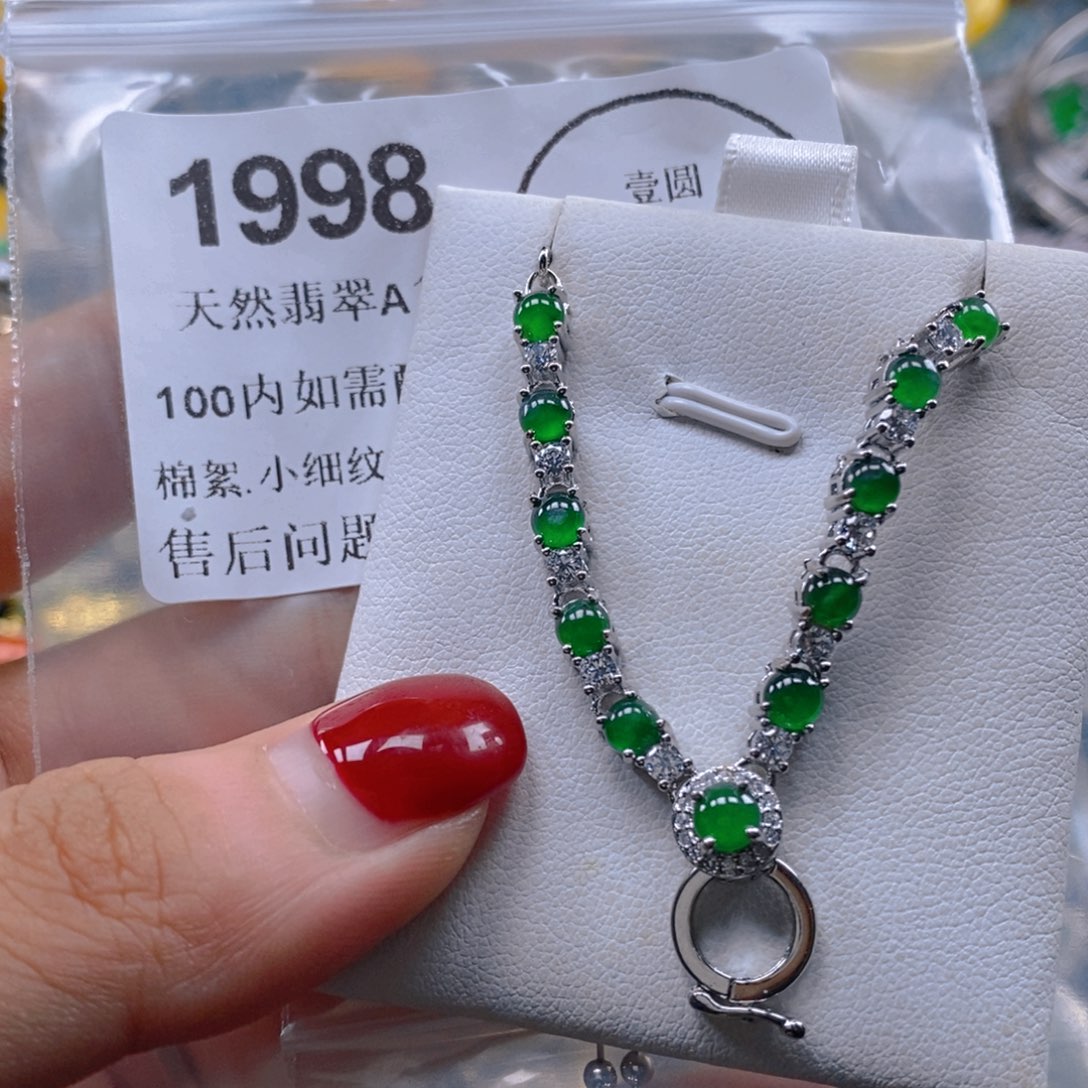 1998
壹圆
天然翡翠A
100内如需
棉絮.小细纹
售后问题